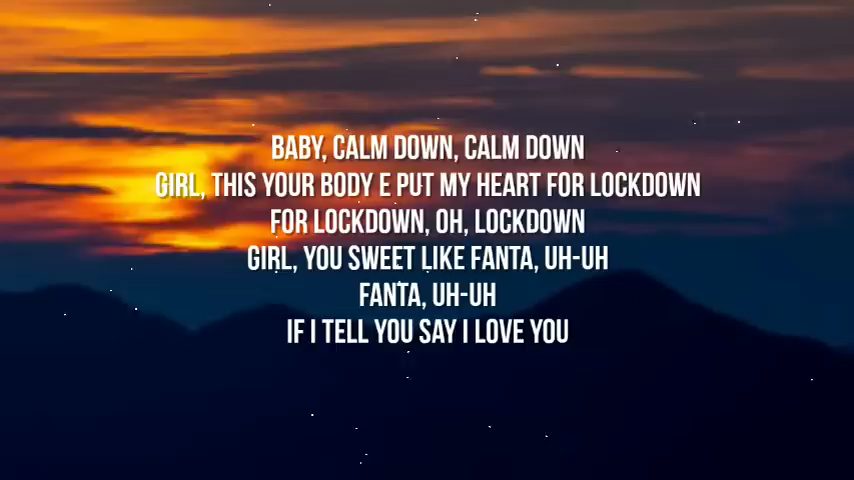 BABY, CALM DOWN, CALM DOWN
GIRL, THIS YOUR BODY E PUT MY HEART FOR LOCKDOWN
FOR LOCKDOWN, OH, LOCKDOWN
GIRL, YOU SWEET LIKE FANTA, UH-UH
FANTA, UH-UH
IF I TELL YOU SAY I LOVE YOU